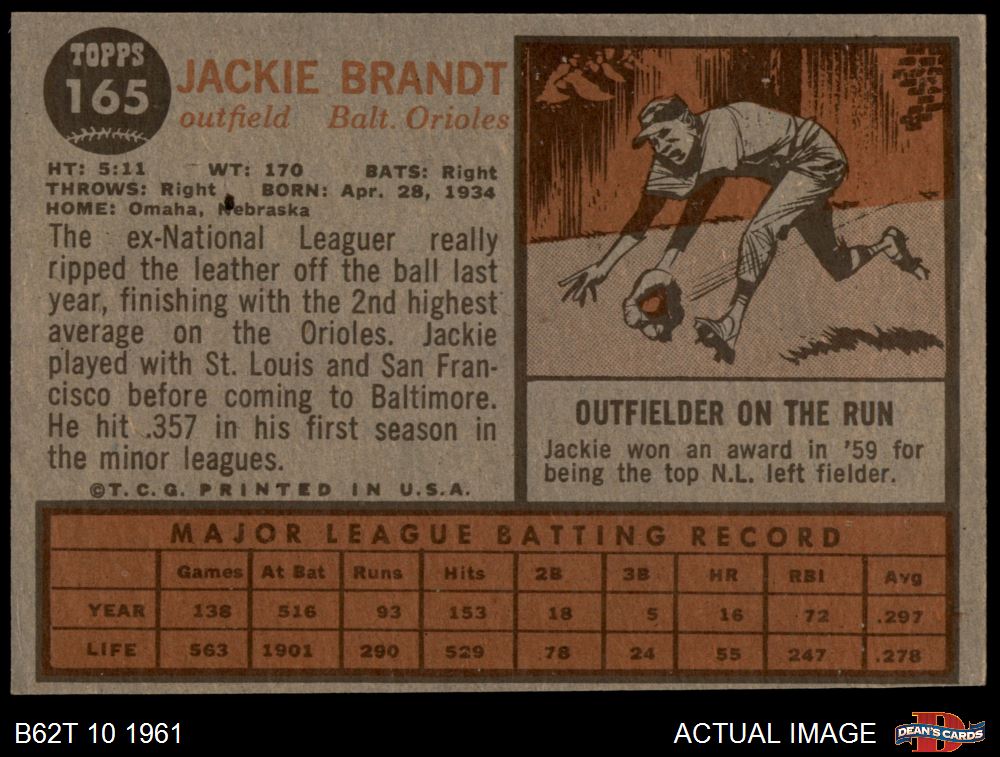 TOPPS
165
JACKIE BRANDT
outfield Balt. Orioles
HT: 5:11 WT: 170 BATS: Right
THROWS: Right BORN: Apr. 28, 1934
HOME: Omaha, Nebraska
The ex-National Leaguer really
ripped the leather off the ball last
year, finishing with the 2nd highest
average on the Orioles. Jackie
played with St. Louis and San Fran-
cisco before coming to Baltimore.
He hit .357 in his first season in
the minor leagues.
©T.C.G. PRINTED IN U.S.A.
OUTFIELDER ON THE RUN
Jackie won an award in '59 for
being the top N.L. left fielder.
MAJOR LEAGUE BATTING RECORD
Games At Bat Runs Hits 2B 3B HR RBI Avg
YEAR 138 516 93 153 18 5 16 72 .297
LIFE 563 1901 290 529 78 24 55 247 .278
B62T 10 1961
ACTUAL IMAGE
D
DEAN'S CARDS